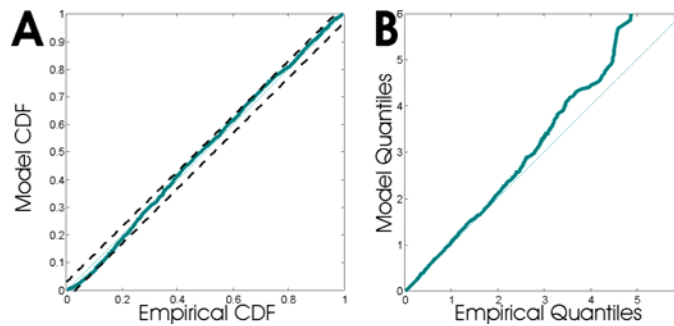 A
1
0.9
0.8
0.7
0.6
0.5
0.4
0.3
0.2
0.1
0
Model CDF
0 0.2 0.4 0.6 0.8 1
Empirical CDF
B
6
5
4
3
2
1
0
Model Quantiles
0 1 2 3 4 5
Empirical Quantiles